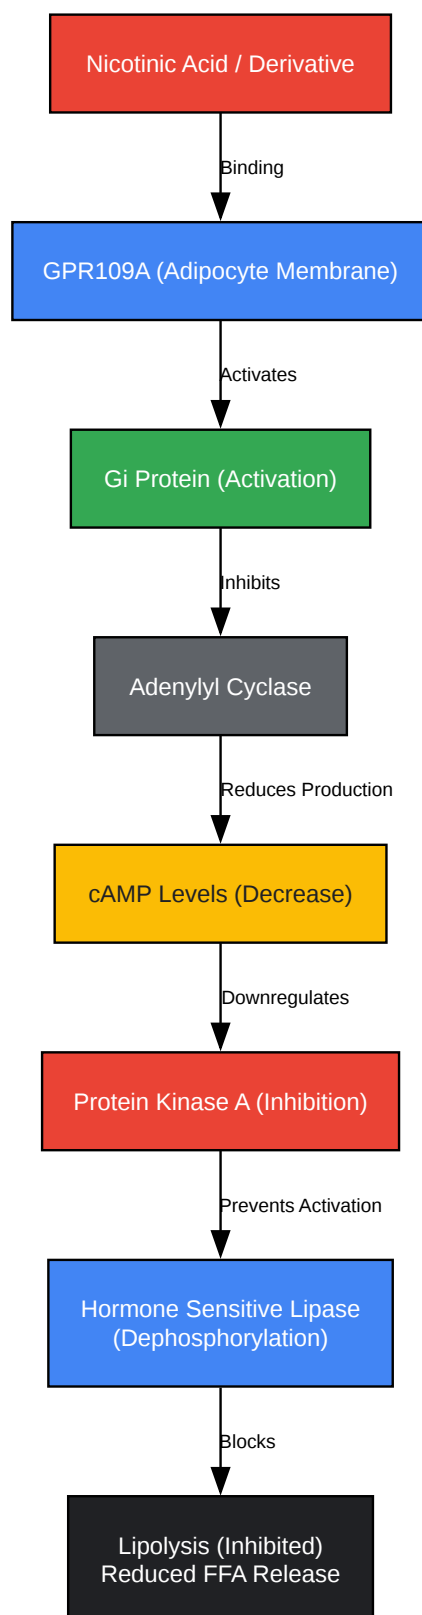 Nicotinic Acid / Derivative
Binding
GPR109A (Adipocyte Membrane)
Activates
Gi Protein (Activation)
Inhibits
Adenylyl Cyclase
Reduces Production
cAMP Levels (Decrease)
Downregulates
Protein Kinase A (Inhibition)
Prevents Activation
Hormone Sensitive Lipase
(Dephosphorylation)
Blocks
Lipolysis (Inhibited)
Reduced FFA Release